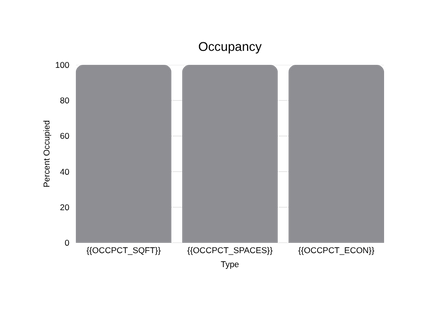 Occupancy
100
80
60
40
20
0
Percent Occupied
{{OCCPCT_SQFT}} {{OCCPCT_SPACES}} {{OCCPCT_ECON}}
Type